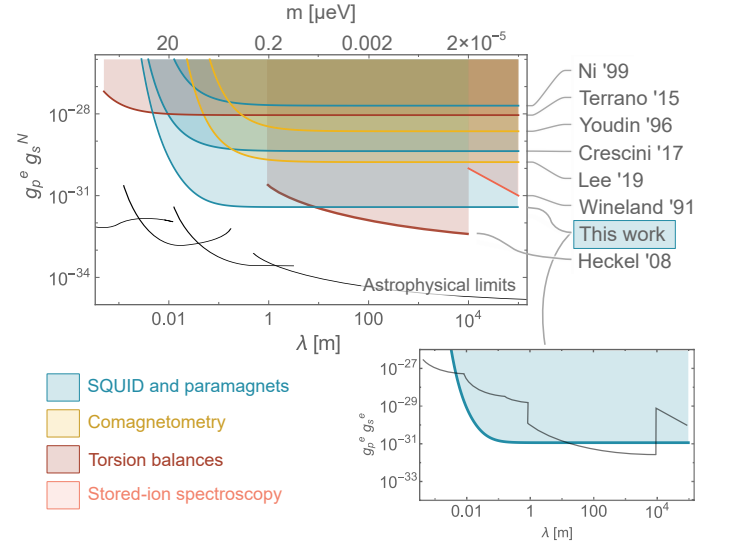 m [µeV]
20 0.2 0.002 2×10⁻⁵
g_p^e g_s^N
10⁻²⁸
10⁻³¹
10⁻³⁴
Ni '99
Terrano '15
Youdin '96
Crescini '17
Lee '19
Wineland '91
This work
Heckel '08
Astrophysical limits
0.01 1 100 10⁴
λ [m]
SQUID and paramagnets
Comagnetometry
Torsion balances
Stored-ion spectroscopy
g_p^e g_s^e
10⁻²⁷
10⁻²⁹
10⁻³¹
10⁻³³
0.01 1 100 10⁴
λ [m]